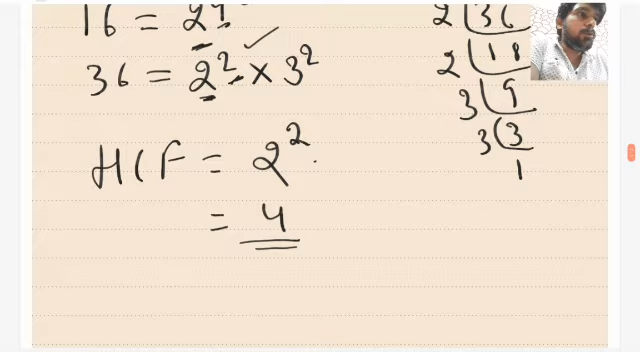 16 = 2⁴
36 = 2² × 3²
HCF = 2²
= 4
2 | 36
2 | 18
3 | 9
3 | 3
1